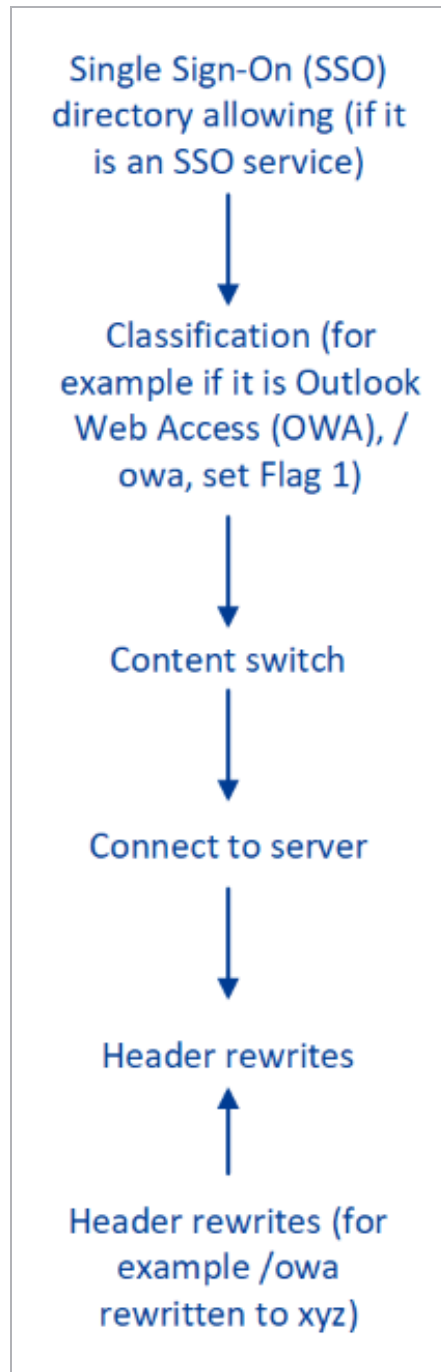 Single Sign-On (SSO)
directory allowing (if it
is an SSO service)
Classification (for
example if it is Outlook
Web Access (OWA), /
owa, set Flag 1)
Content switch
Connect to server
Header rewrites
Header rewrites (for
example /owa
rewritten to xyz)